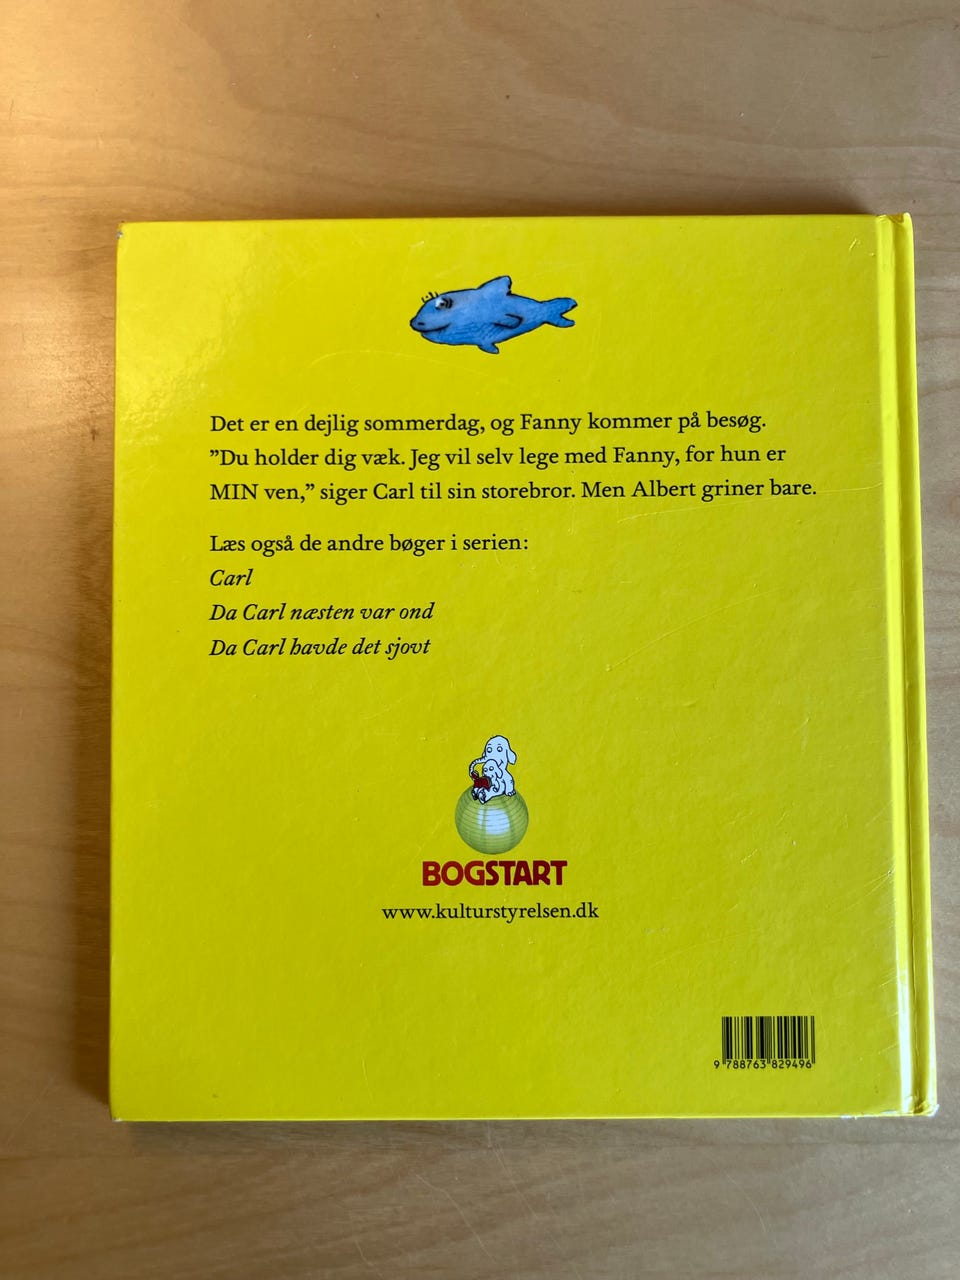 Det er en dejlig sommerdag, og Fanny kommer på besøg.
”Du holder dig væk. Jeg vil selv lege med Fanny, for hun er
MIN ven,” siger Carl til sin storebror. Men Albert griner bare.
Læs også de andre bøger i serien:
Carl
Da Carl næsten var ond
Da Carl havde det sjovt
BOGSTART
www.kulturstyrelsen.dk
9 788763 829496